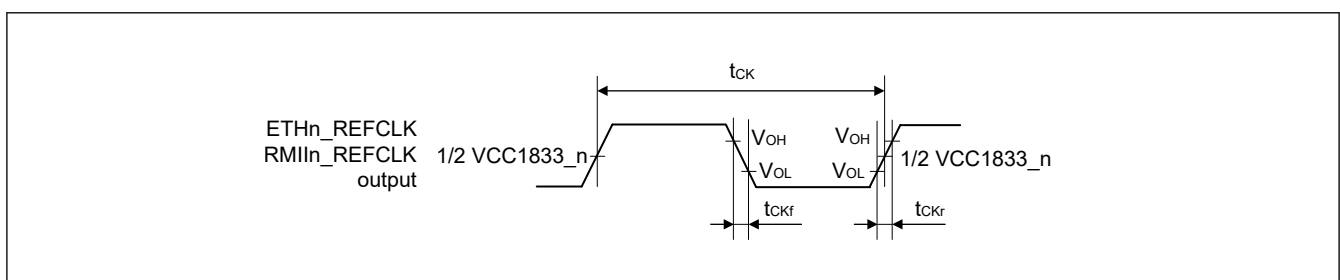 tCK
ETHn_REFCLK
RMIIn_REFCLK
output
1/2 VCC1833_n
VOH
VOL
VOH
VOL
1/2 VCC1833_n
tCKf
tCKr